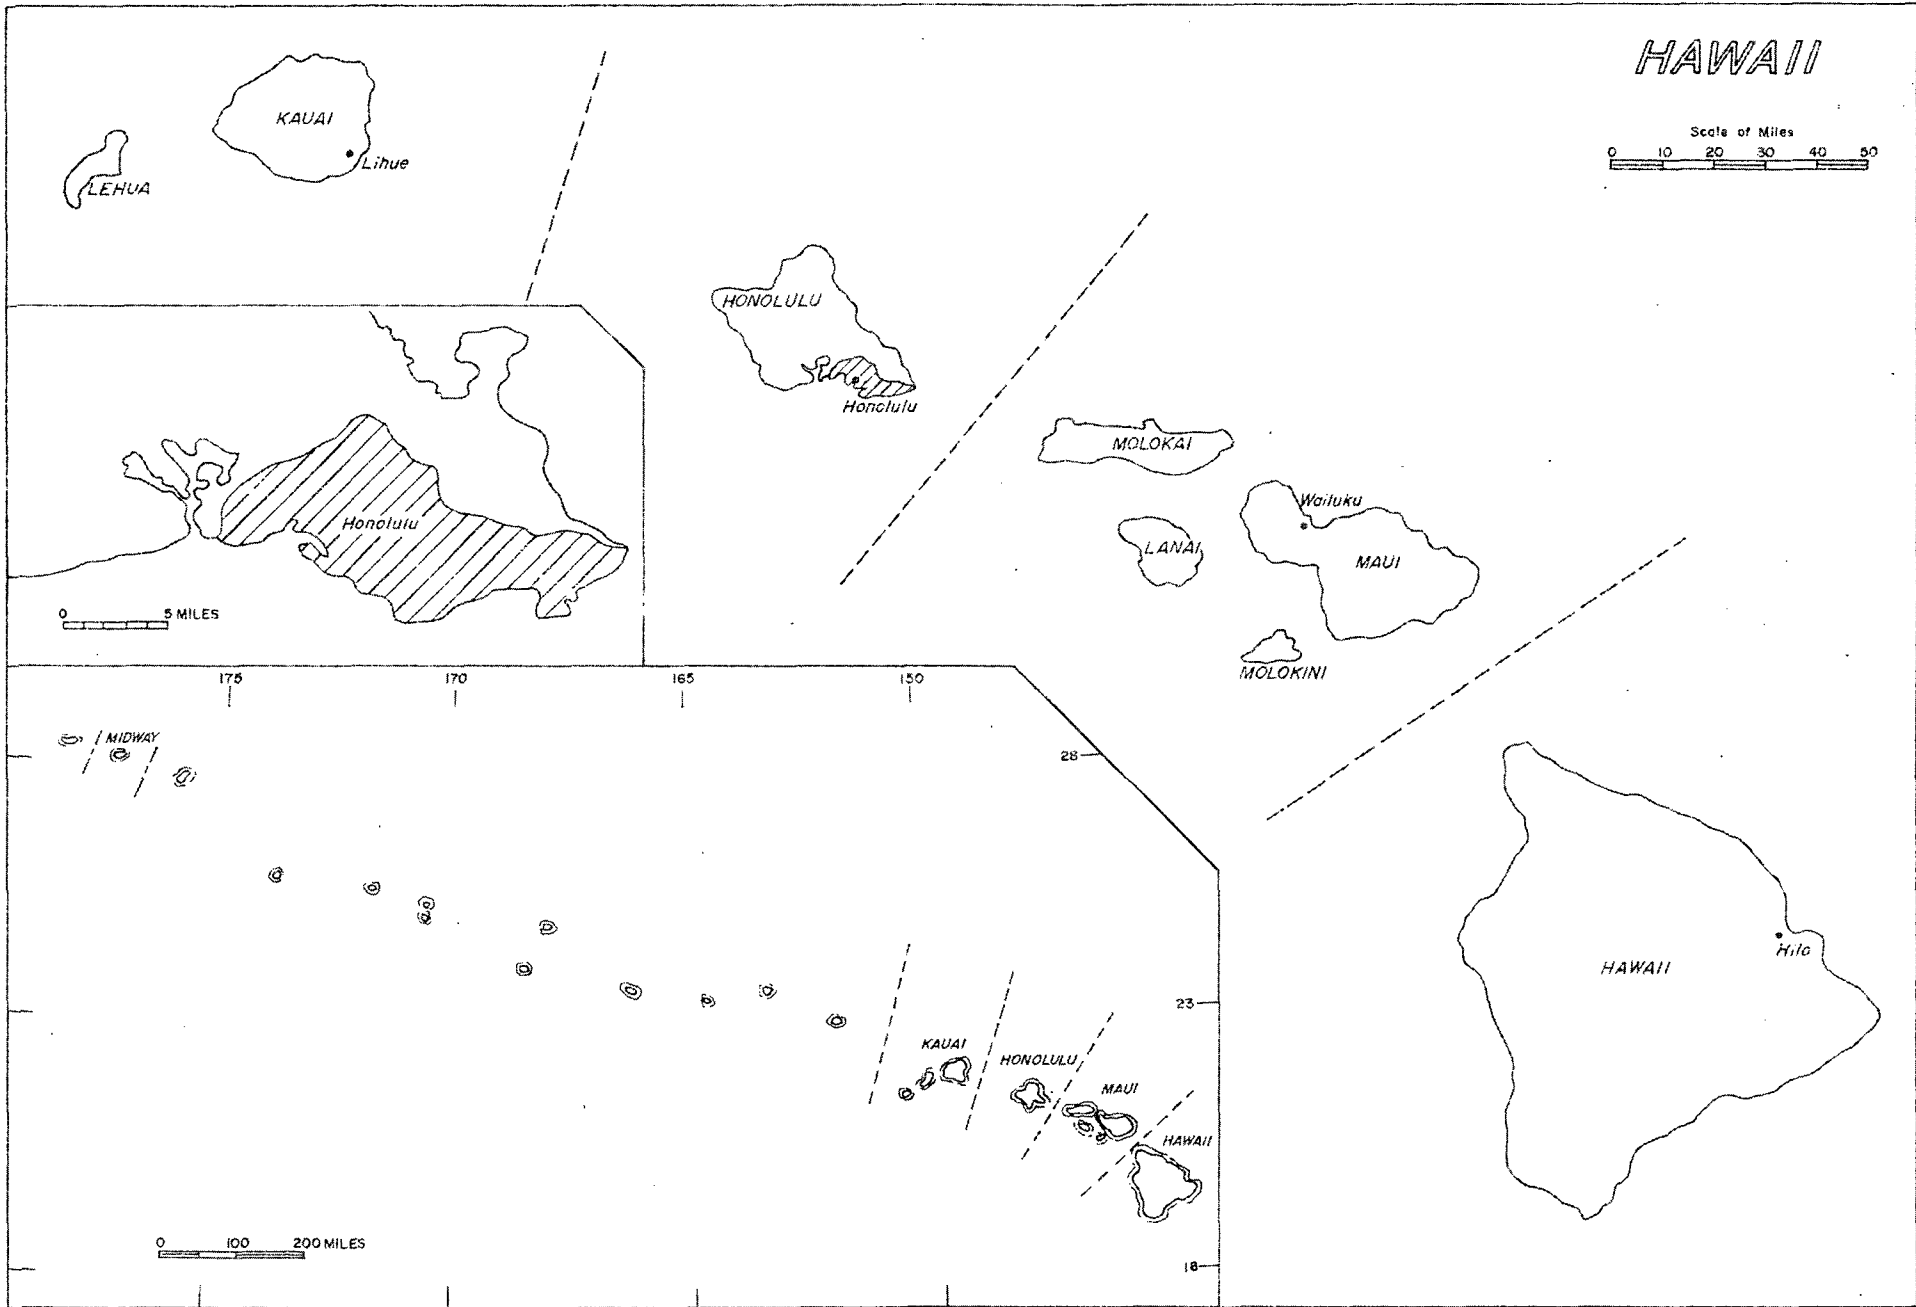 HAWAII
Scale of Miles
0 10 20 30 40 50
KAUAI
Lihue
LEHUA
HONOLULU
Honolulu
MOLOKAI
Wailuku
LANAI
MAUI
MOLOKINI
HAWAII
Hilo
Honolulu
0 5 MILES
175 170 165 150
MIDWAY
28
23
KAUAI
HONOLULU
MAUI
HAWAII
0 100 200 MILES
18